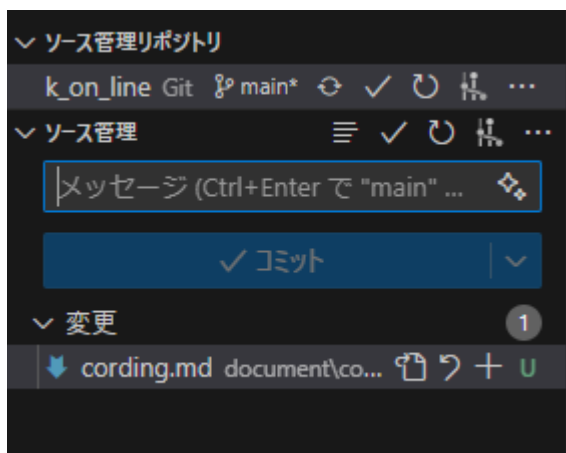 ソース管理リポジトリ
k_on_line Git main* ...
ソース管理 ...
メッセージ (Ctrl+Enter で "main" ...
コミット
変更 1
cording.md document\co... U